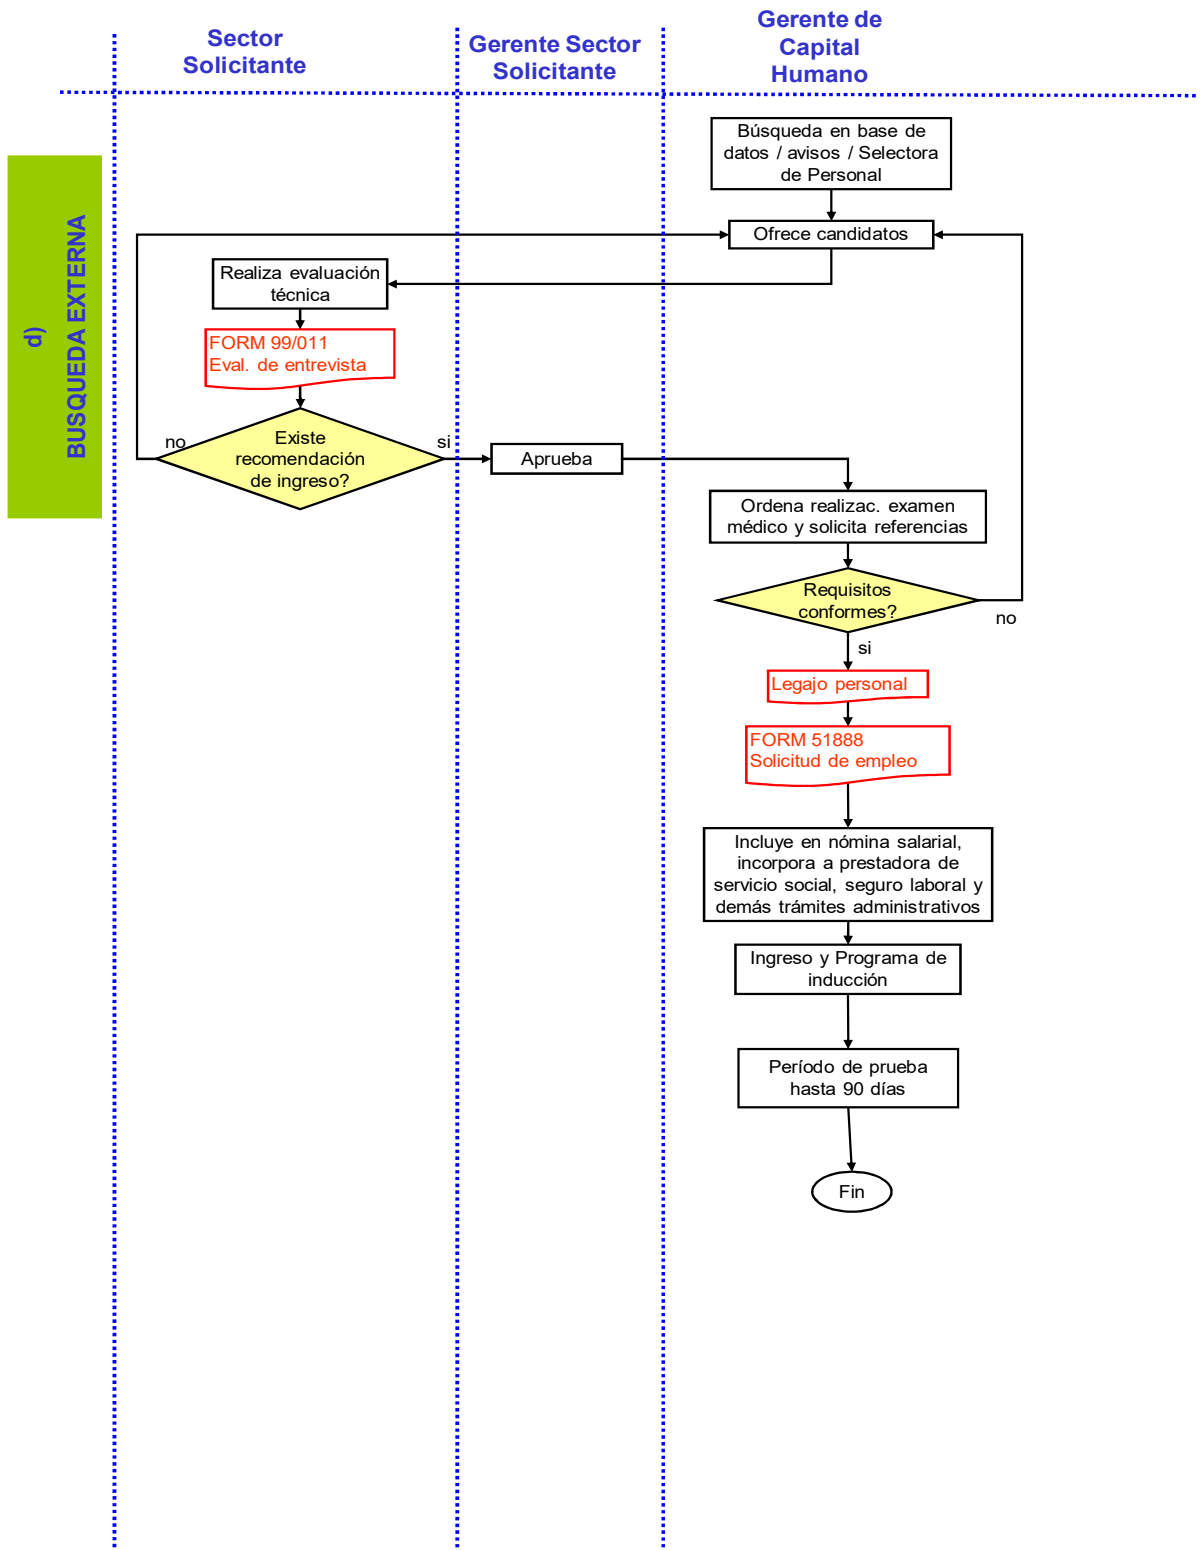 Sector
Solicitante
Gerente Sector
Solicitante
Gerente de
Capital
Humano
d)
BUSQUEDA EXTERNA
Búsqueda en base de
datos / avisos / Selectora
de Personal
Ofrece candidatos
Realiza evaluación
técnica
FORM 99/011
Eval. de entrevista
no
Existe
recomendación
de ingreso?
si
Aprueba
Ordena realizac. examen
médico y solicita referencias
Requisitos
conformes?
no
si
Legajo personal
FORM 51888
Solicitud de empleo
Incluye en nómina salarial,
incorpora a prestadora de
servicio social, seguro laboral y
demás trámites administrativos
Ingreso y Programa de
inducción
Período de prueba
hasta 90 días
Fin